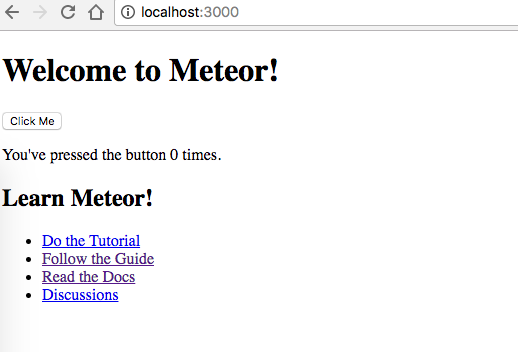 localhost:3000
Welcome to Meteor!
Click Me
You've pressed the button 0 times.
Learn Meteor!
Do the Tutorial
Follow the Guide
Read the Docs
Discussions